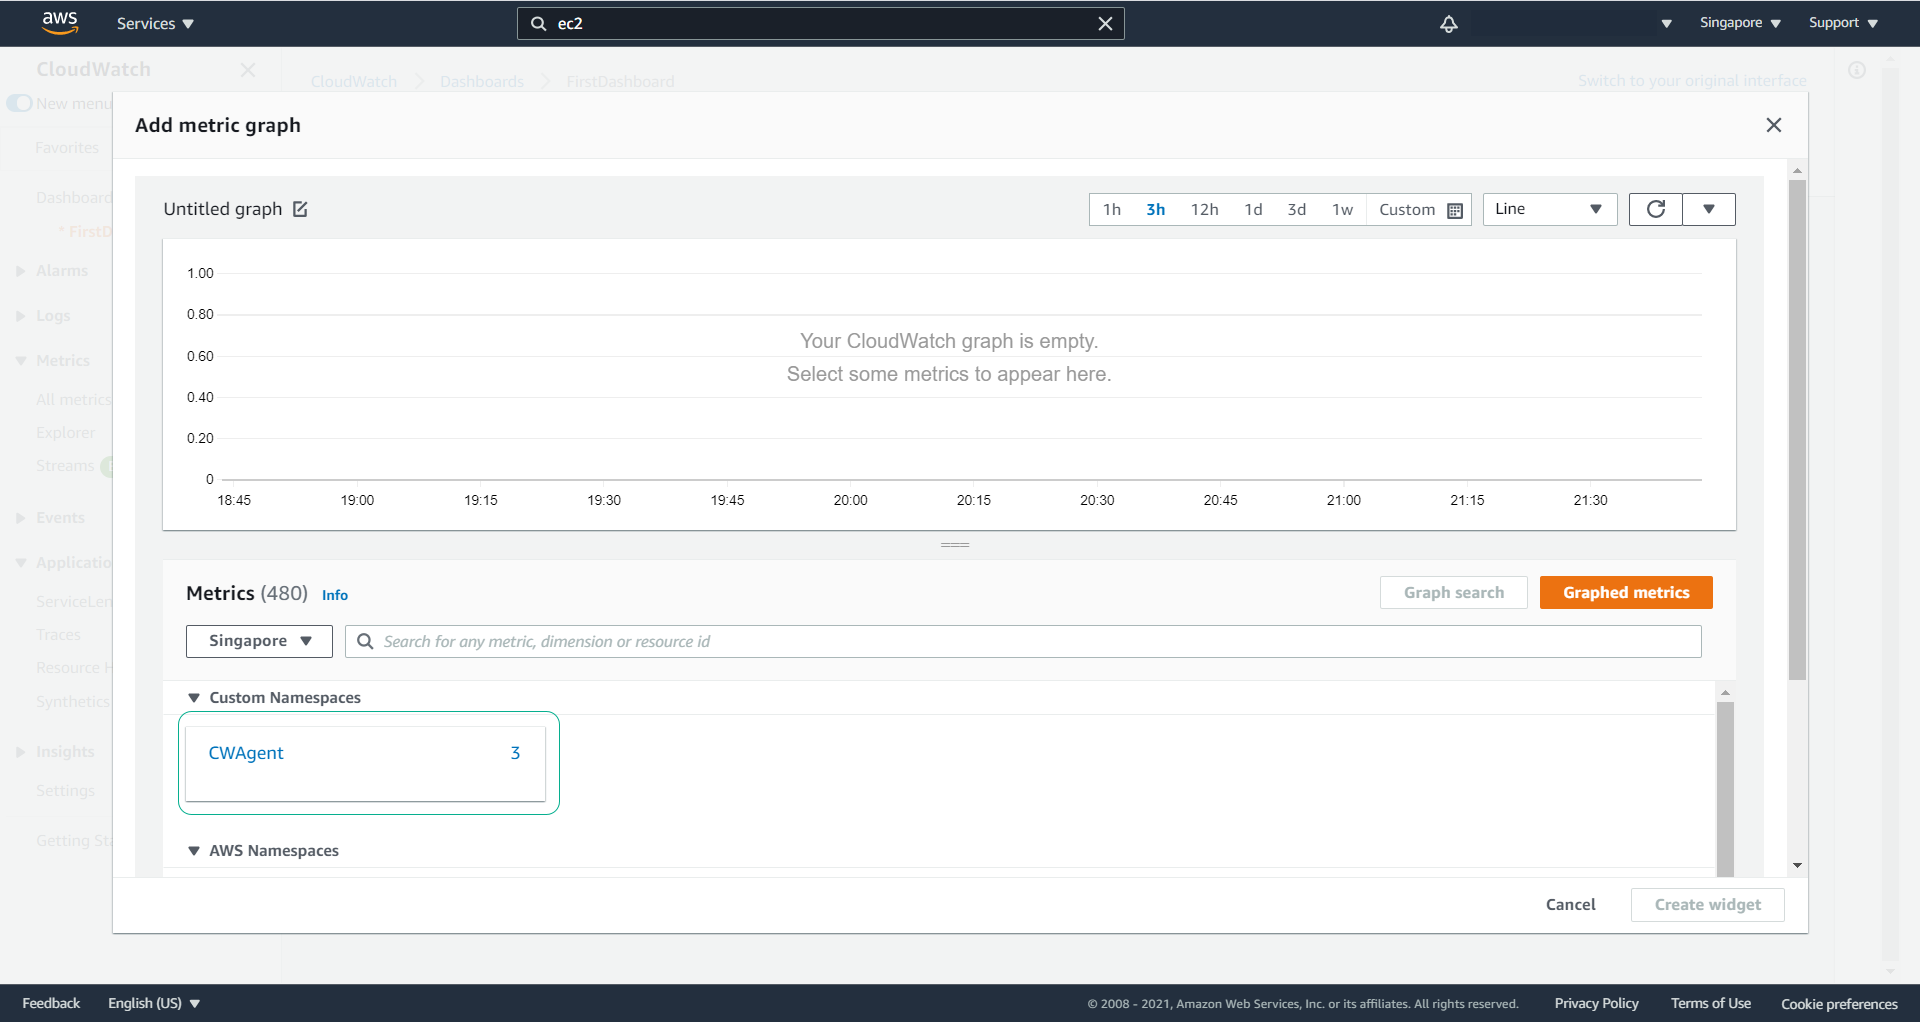 aws Services ec2 Singapore Support
CloudWatch
CloudWatch Dashboards FirstDashboard Switch to your original interface
New menu
Add metric graph
Favorites
Dashboard
* FirstD
Untitled graph 1h 3h 12h 1d 3d 1w Custom Line
Alarms
Logs
Metrics
All metrics
Explorer
Streams
1.00
0.80
0.60
0.40
0.20
0
Your CloudWatch graph is empty.
Select some metrics to appear here.
18:45 19:00 19:15 19:30 19:45 20:00 20:15 20:30 20:45 21:00 21:15 21:30
Events
Applicatio
ServiceLen
Traces
Resource H
Synthetics
Metrics (480) Info Graph search Graphed metrics
Singapore Search for any metric, dimension or resource id
Custom Namespaces
CWAgent 3
Insights
Settings
Getting Sta
AWS Namespaces
Cancel Create widget
Feedback English (US) © 2008 - 2021, Amazon Web Services, Inc. or its affiliates. All rights reserved. Privacy Policy Terms of Use Cookie preferences